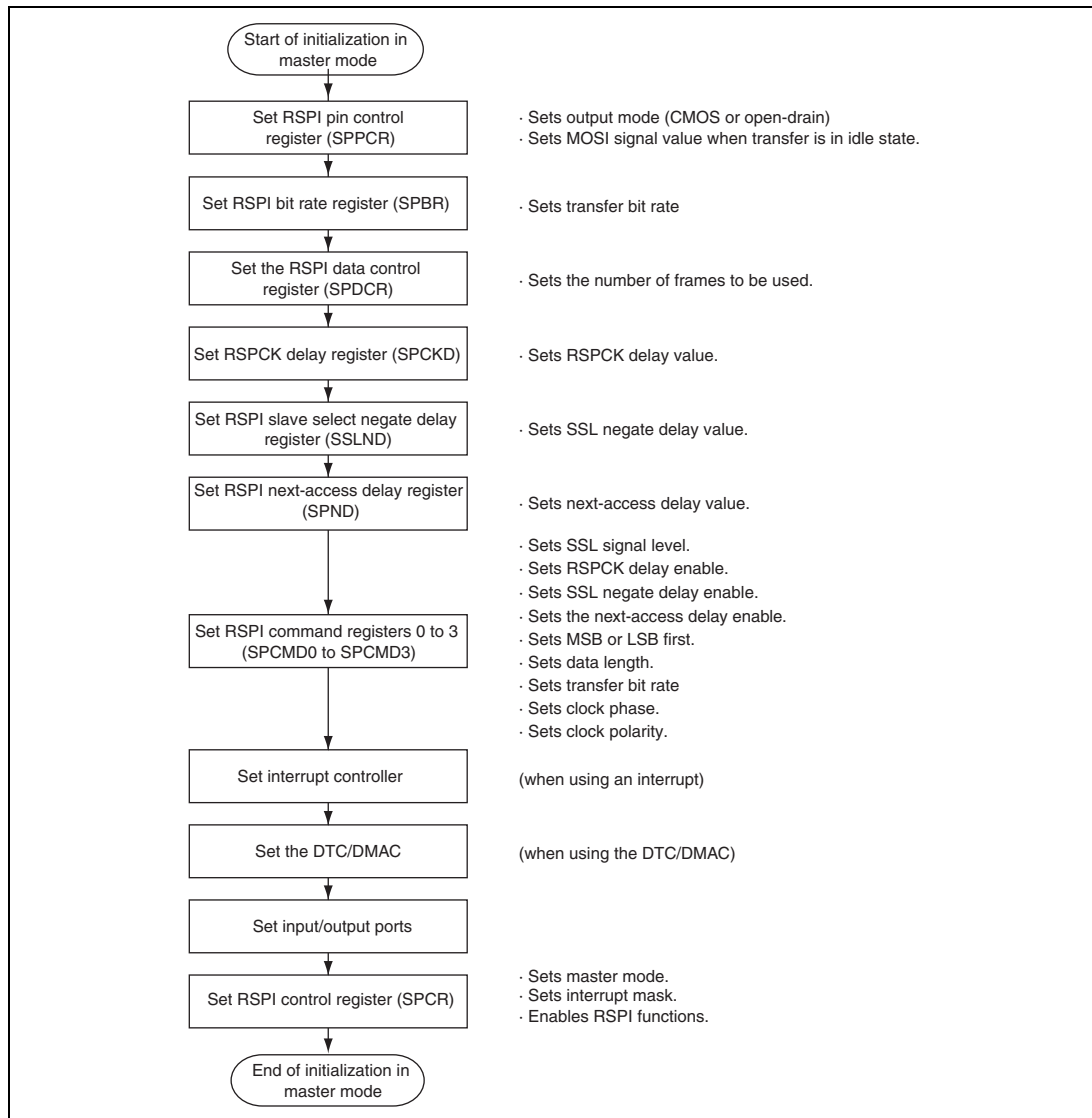 Start of initialization in
master mode
Set RSPI pin control
register (SPPCR)
· Sets output mode (CMOS or open-drain)
· Sets MOSI signal value when transfer is in idle state.
Set RSPI bit rate register (SPBR)
· Sets transfer bit rate
Set the RSPI data control
register (SPDCR)
· Sets the number of frames to be used.
Set RSPCK delay register (SPCKD)
· Sets RSPCK delay value.
Set RSPI slave select negate delay
register (SSLND)
· Sets SSL negate delay value.
Set RSPI next-access delay register
(SPND)
· Sets next-access delay value.
Set RSPI command registers 0 to 3
(SPCMD0 to SPCMD3)
· Sets SSL signal level.
· Sets RSPCK delay enable.
· Sets SSL negate delay enable.
· Sets the next-access delay enable.
· Sets MSB or LSB first.
· Sets data length.
· Sets transfer bit rate
· Sets clock phase.
· Sets clock polarity.
Set interrupt controller
(when using an interrupt)
Set the DTC/DMAC
(when using the DTC/DMAC)
Set input/output ports
Set RSPI control register (SPCR)
· Sets master mode.
· Sets interrupt mask.
· Enables RSPI functions.
End of initialization in
master mode